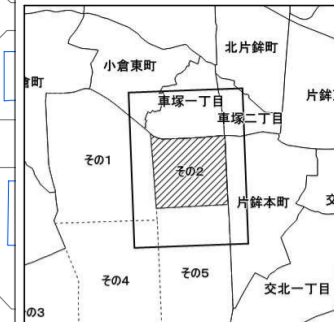 北片鉾町
小倉東町
倉町
車塚一丁目
片鉾
車塚二丁目
その1
その2
片鉾本町
交
その4
その5
交北一丁目
の3